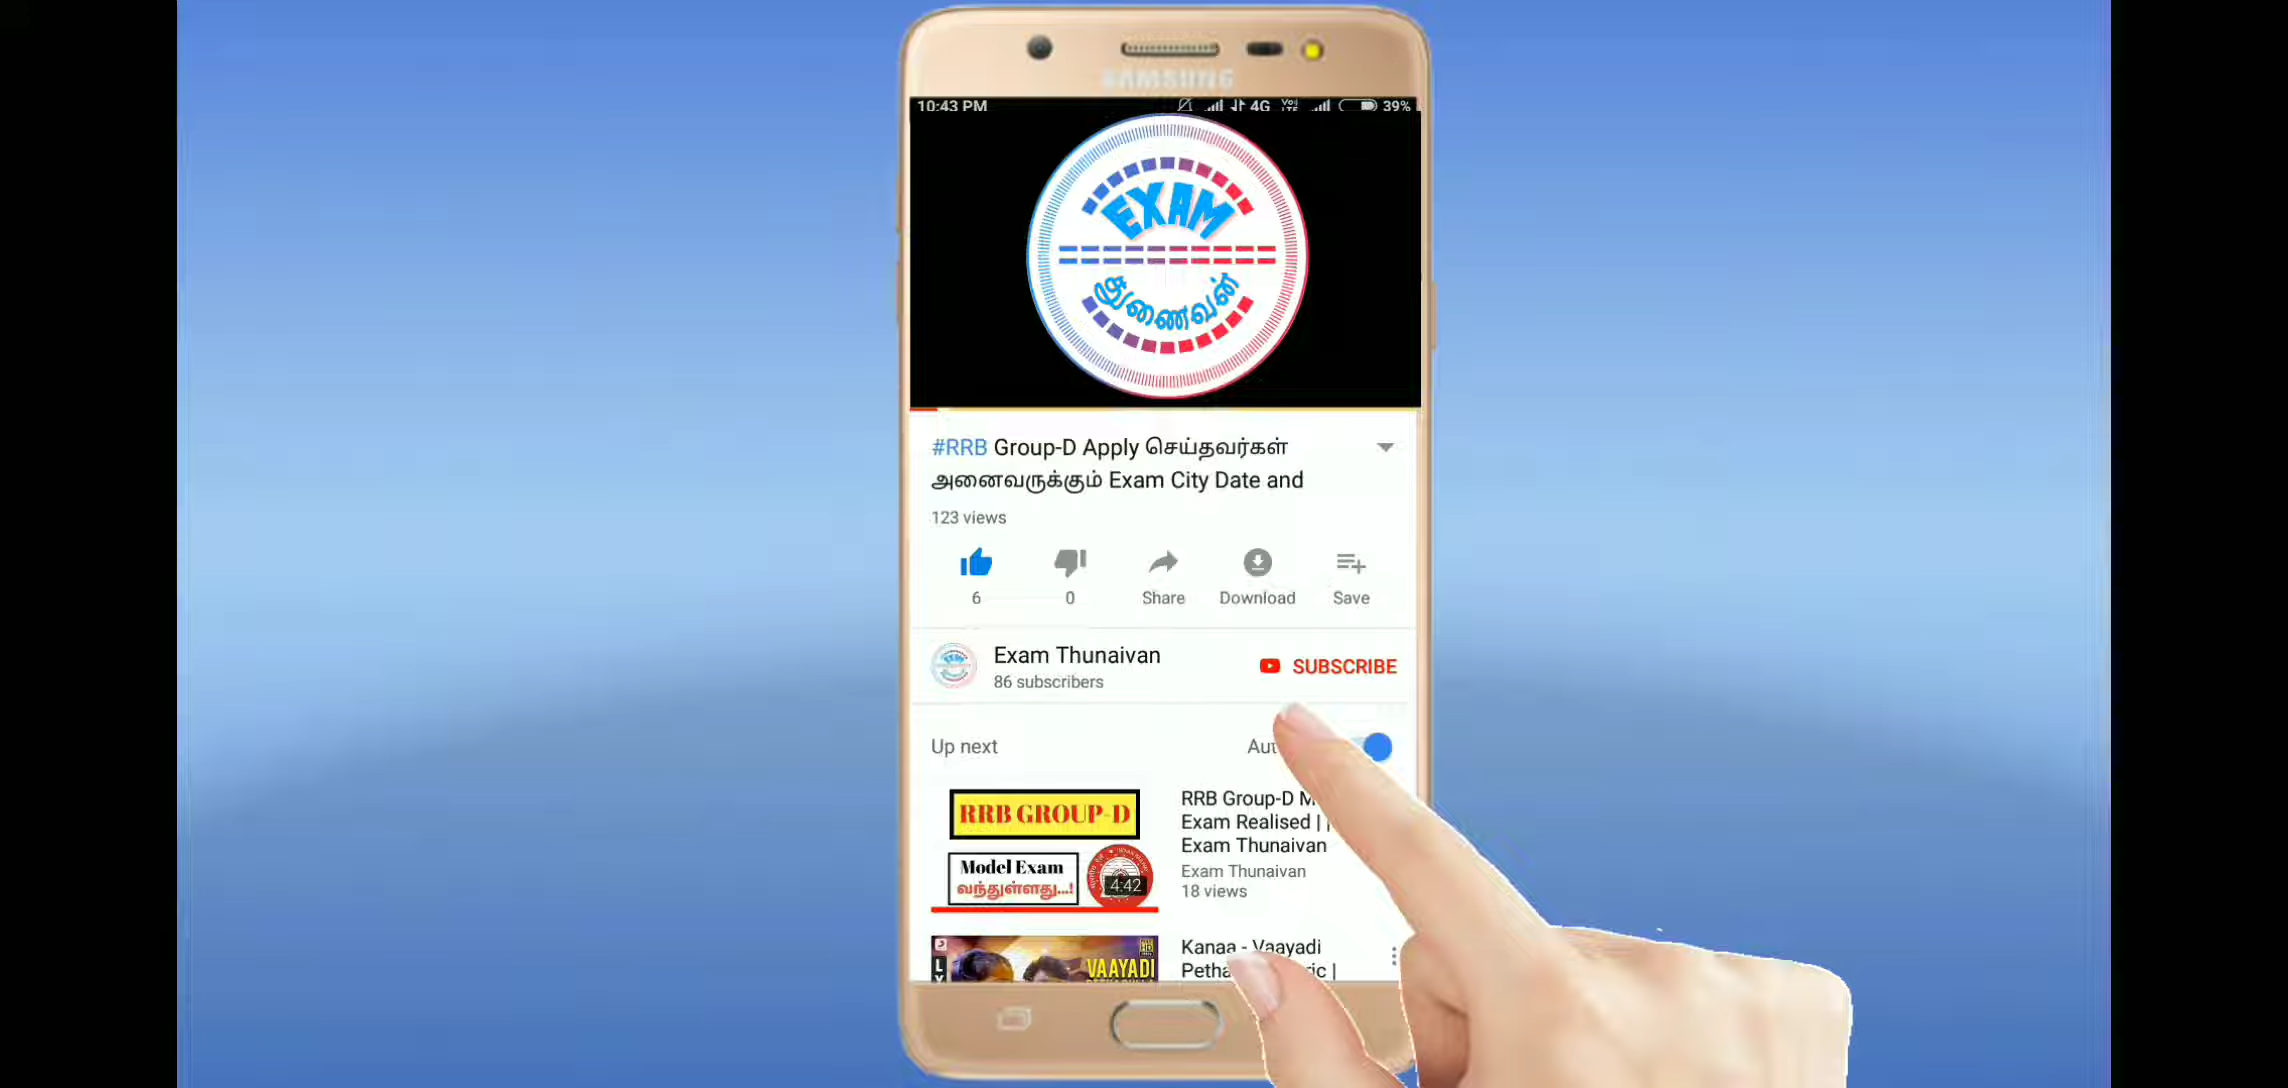 SAMSUNG
10:43 PM 4G VoLTE 39%
EXAM
துணைவன்
#RRB Group-D Apply செய்தவர்கள்
அனைவருக்கும் Exam City Date and
123 views
6 0 Share Download Save
Exam Thunaivan
86 subscribers
SUBSCRIBE
Up next
RRB GROUP-D
Model Exam
வந்துள்ளது...!
4:42
RRB Group-D
Exam Realised |
Exam Thunaivan
Exam Thunaivan
18 views
VAAYADI
Kanaa - Vaayadi